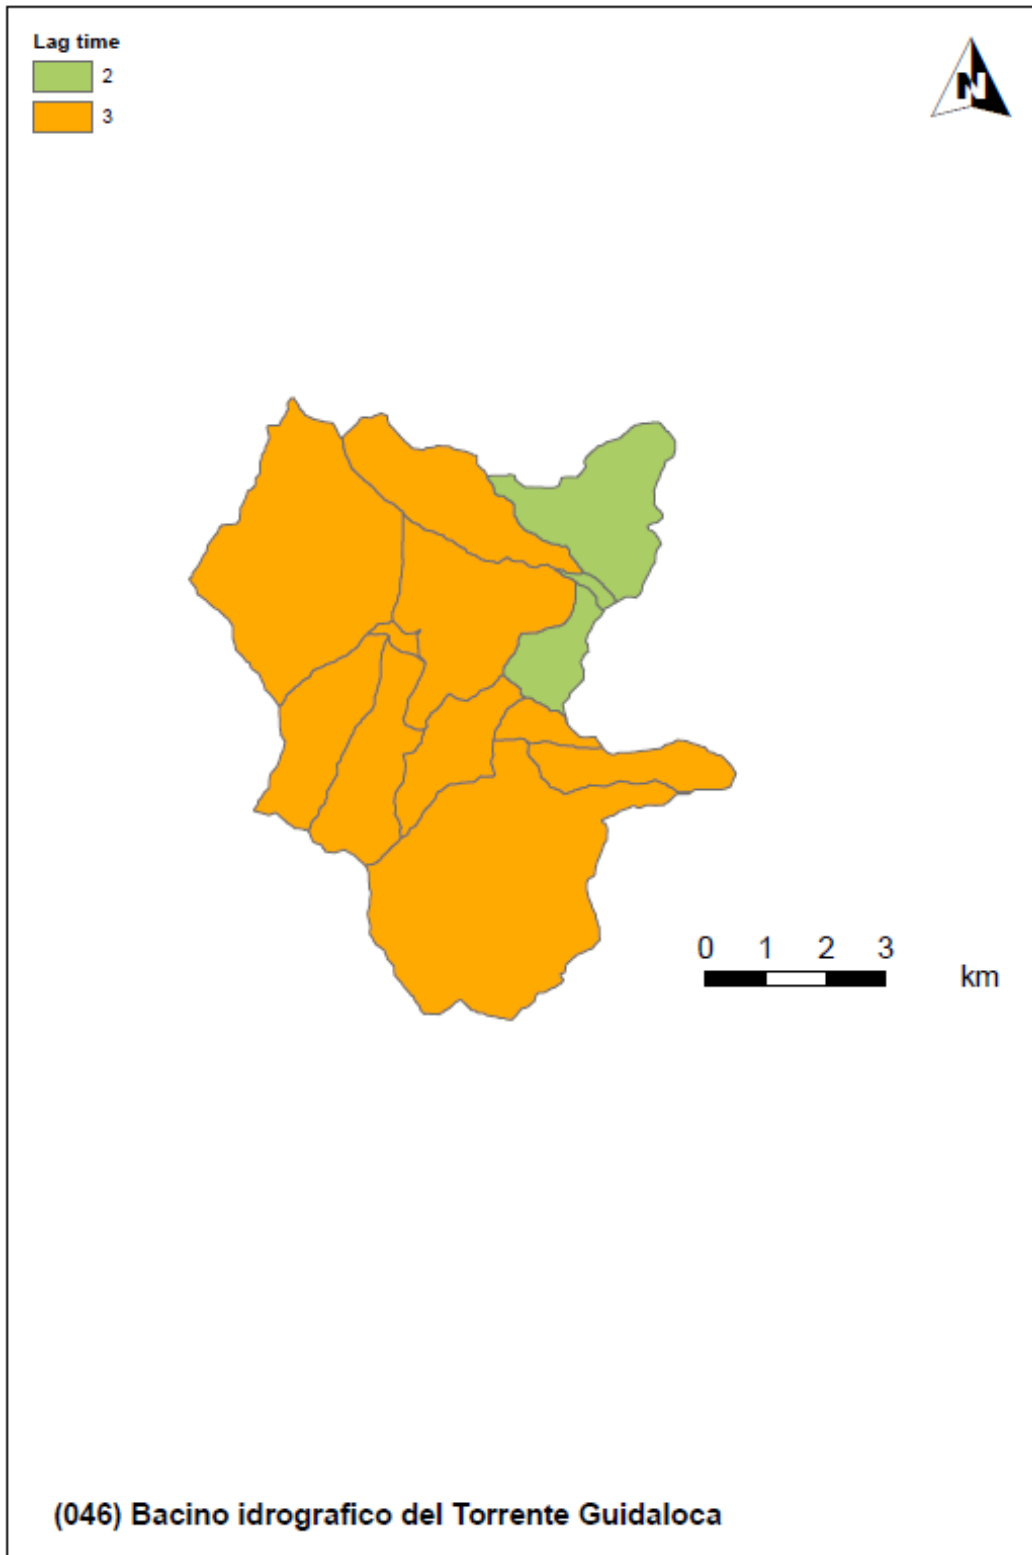 Lag time
2
3
N
0 1 2 3
km
(046) Bacino idrografico del Torrente Guidaloca